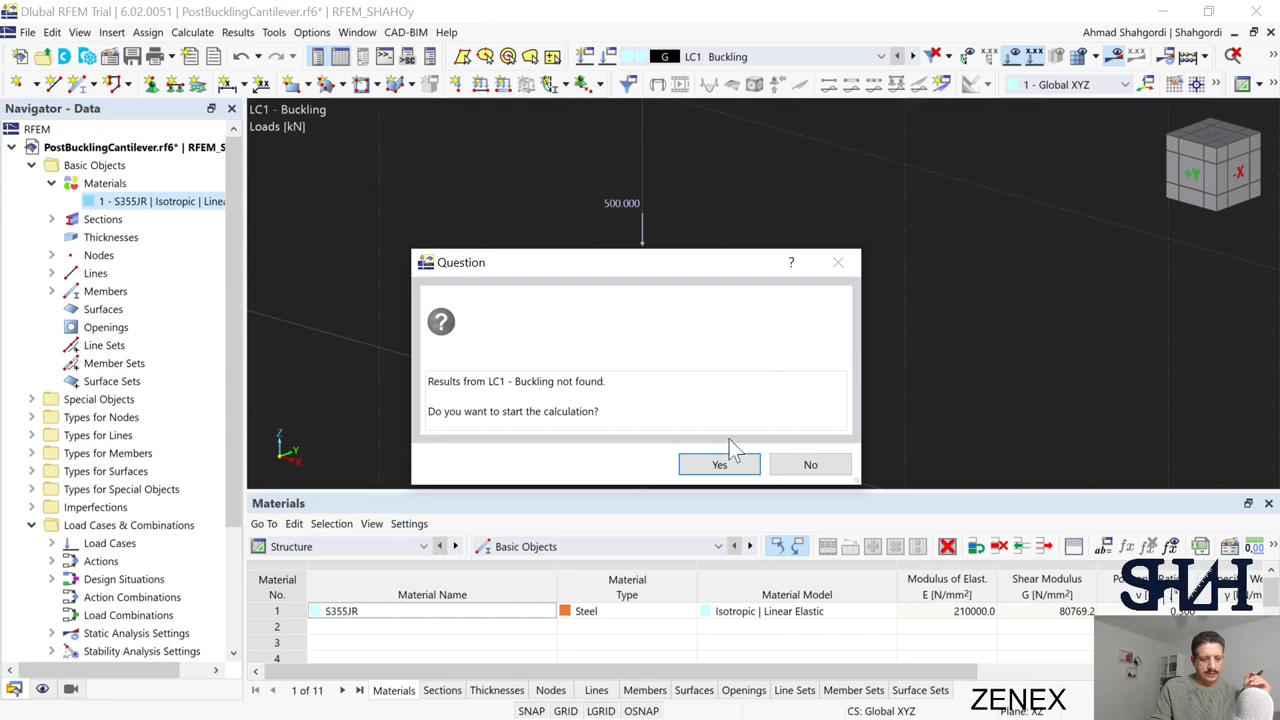 Dlubal RFEM Trial | 6.02.0051 | PostBucklingCantilever.rf6* | RFEM_SHAHOy
File Edit View Insert Assign Calculate Results Tools Options Window CAD-BIM Help
Ahmad Shahgordi | Shahgordi
G LC1 Buckling
1 - Global XYZ
Navigator - Data
RFEM
PostBucklingCantilever.rf6* | RFEM_S
Basic Objects
Materials
1 - S355JR | Isotropic | Linea
Sections
Thicknesses
Nodes
Lines
Members
Surfaces
Openings
Line Sets
Member Sets
Surface Sets
Special Objects
Types for Nodes
Types for Lines
Types for Members
Types for Surfaces
Types for Special Objects
Imperfections
Load Cases & Combinations
Load Cases
Actions
Design Situations
Action Combinations
Load Combinations
Static Analysis Settings
Stability Analysis Settings
LC1 - Buckling
Loads [kN]
500.000
+Y
-X
Z
Y
X
Question
?
Results from LC1 - Buckling not found.
Do you want to start the calculation?
Yes
No
Materials
Go To Edit Selection View Settings
Structure
Basic Objects
Material
No.
Material Name
Material
Type
Material Model
Modulus of Elast.
E [N/mm²]
Shear Modulus
G [N/mm²]
1 S355JR Steel Isotropic | Linear Elastic 210000.0 80769.2 0.300
2
3
4
SHAH
1 of 11
Materials Sections Thicknesses Nodes Lines Members Surfaces Openings Line Sets Member Sets Surface Sets
ZENEX
SNAP GRID LGRID OSNAP
CS: Global XYZ
Plane: XZ